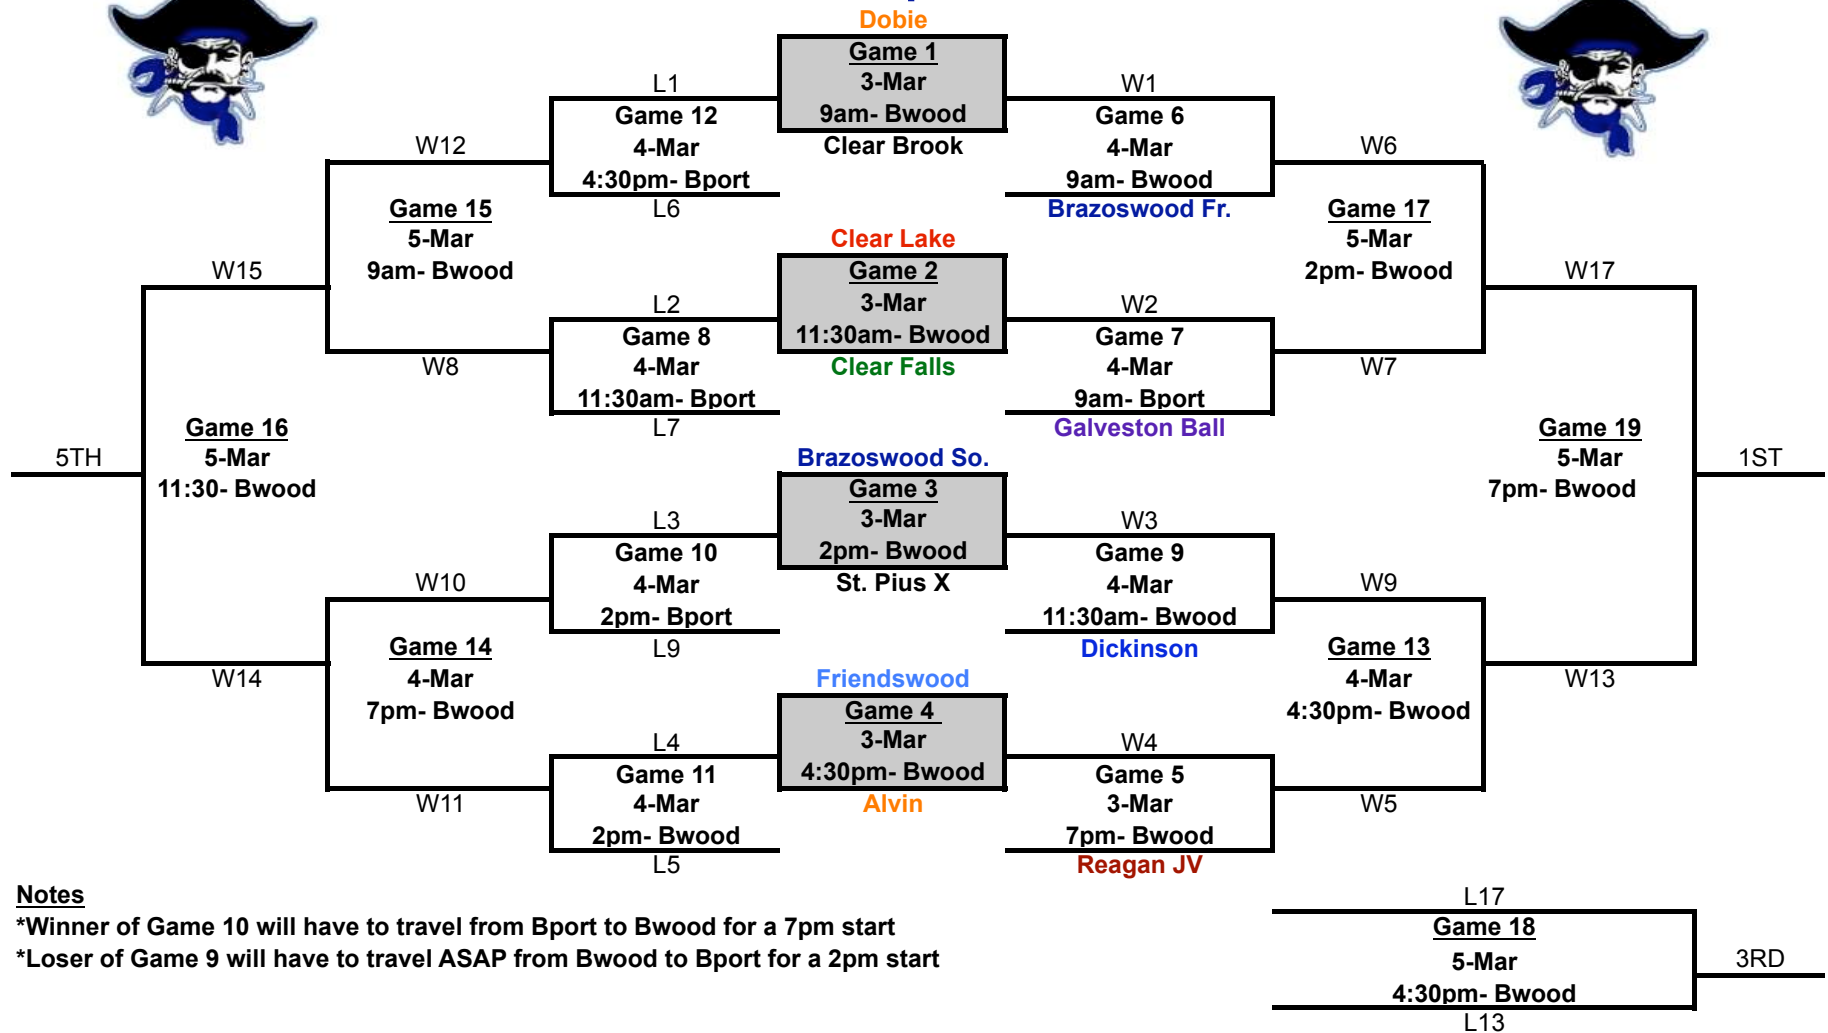 Dobie
Game 1
3-Mar
9am- Bwood
Clear Brook
L1
Game 12
4-Mar
4:30pm- Bport
L6
W1
Game 6
4-Mar
9am- Bwood
Brazoswood Fr.
W12
Game 15
5-Mar
9am- Bwood
W8
W6
Game 17
5-Mar
2pm- Bwood
W7
Clear Lake
Game 2
3-Mar
11:30am- Bwood
Clear Falls
L2
Game 8
4-Mar
11:30am- Bport
L7
W2
Game 7
4-Mar
9am- Bport
Galveston Ball
W15
Game 16
5-Mar
11:30- Bwood
W14
5TH
W17
Game 19
5-Mar
7pm- Bwood
W13
1ST
Brazoswood So.
Game 3
3-Mar
2pm- Bwood
St. Pius X
L3
Game 10
4-Mar
2pm- Bport
L9
W3
Game 9
4-Mar
11:30am- Bwood
Dickinson
W10
Game 14
4-Mar
7pm- Bwood
W11
W9
Game 13
4-Mar
4:30pm- Bwood
W5
Friendswood
Game 4
3-Mar
4:30pm- Bwood
Alvin
L4
Game 11
4-Mar
2pm- Bwood
L5
W4
Game 5
3-Mar
7pm- Bwood
Reagan JV
Notes
*Winner of Game 10 will have to travel from Bport to Bwood for a 7pm start
*Loser of Game 9 will have to travel ASAP from Bwood to Bport for a 2pm start
L17
Game 18
5-Mar
4:30pm- Bwood
L13
3RD